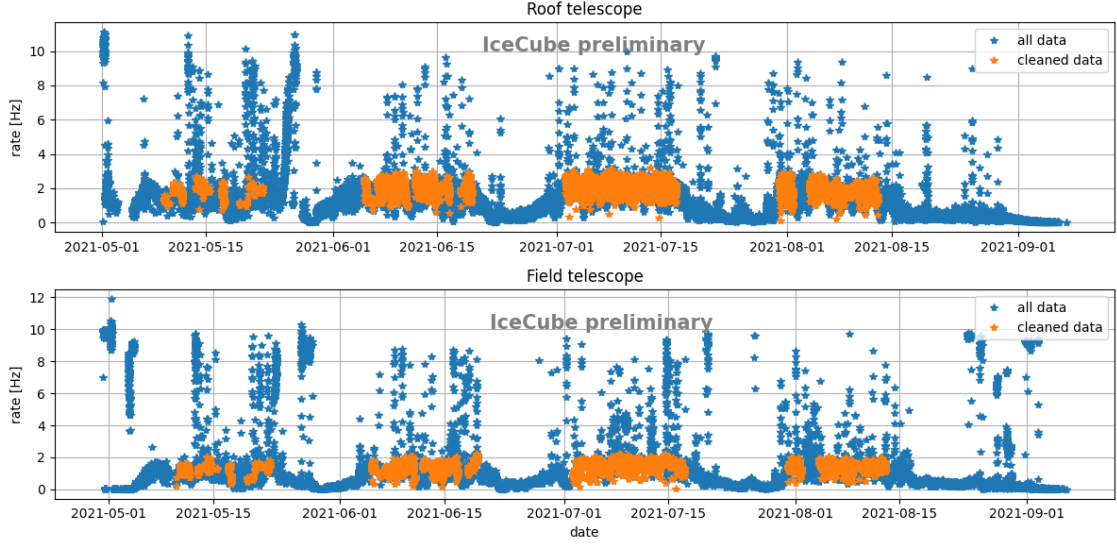 Roof telescope
IceCube preliminary
all data
cleaned data
rate [Hz]
10
8
6
4
2
0
2021-05-01 2021-05-15 2021-06-01 2021-06-15 2021-07-01 2021-07-15 2021-08-01 2021-08-15 2021-09-01
Field telescope
IceCube preliminary
all data
cleaned data
rate [Hz]
12
10
8
6
4
2
0
2021-05-01 2021-05-15 2021-06-01 2021-06-15 2021-07-01 2021-07-15 2021-08-01 2021-08-15 2021-09-01
date